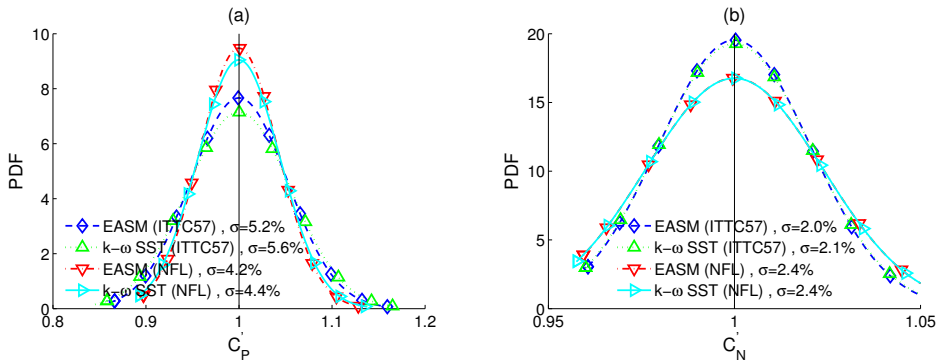 (a)
10
8
6
4
2
0
PDF
EASM (ITTC57) , σ=5.2%
k−ω SST (ITTC57) , σ=5.6%
EASM (NFL) , σ=4.2%
k−ω SST (NFL) , σ=4.4%
0.8 0.9 1 1.1 1.2
C'P
(b)
20
15
10
5
0
PDF
EASM (ITTC57) , σ=2.0%
k−ω SST (ITTC57) , σ=2.1%
EASM (NFL) , σ=2.4%
k−ω SST (NFL) , σ=2.4%
0.95 1 1.05
C'N